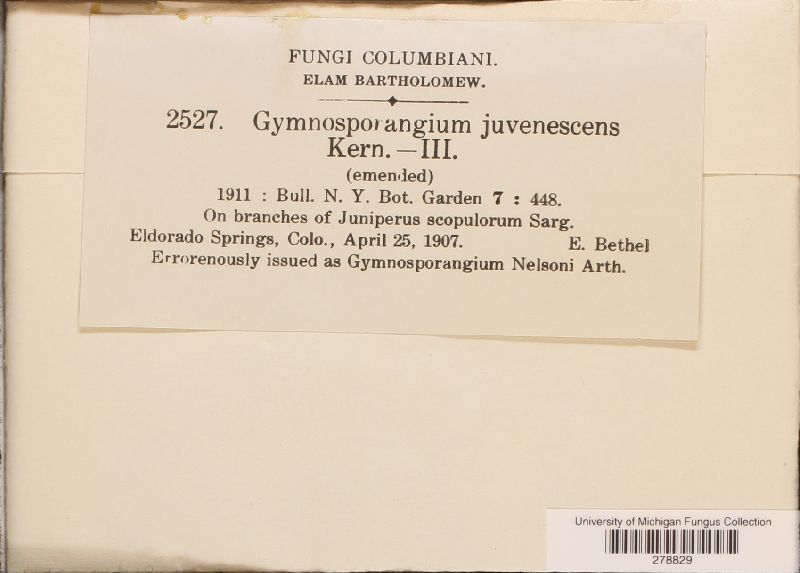 FUNGI COLUMBIANI.
ELAM BARTHOLOMEW.
2527. Gymnosporangium juvenescens
Kern.—III.
(emended)
1911 : Bull. N. Y. Bot. Garden 7 : 448.
On branches of Juniperus scopulorum Sarg.
Eldorado Springs, Colo., April 25, 1907. E. Bethel
Errorenously issued as Gymnosporangium Nelsoni Arth.
University of Michigan Fungus Collection
278829